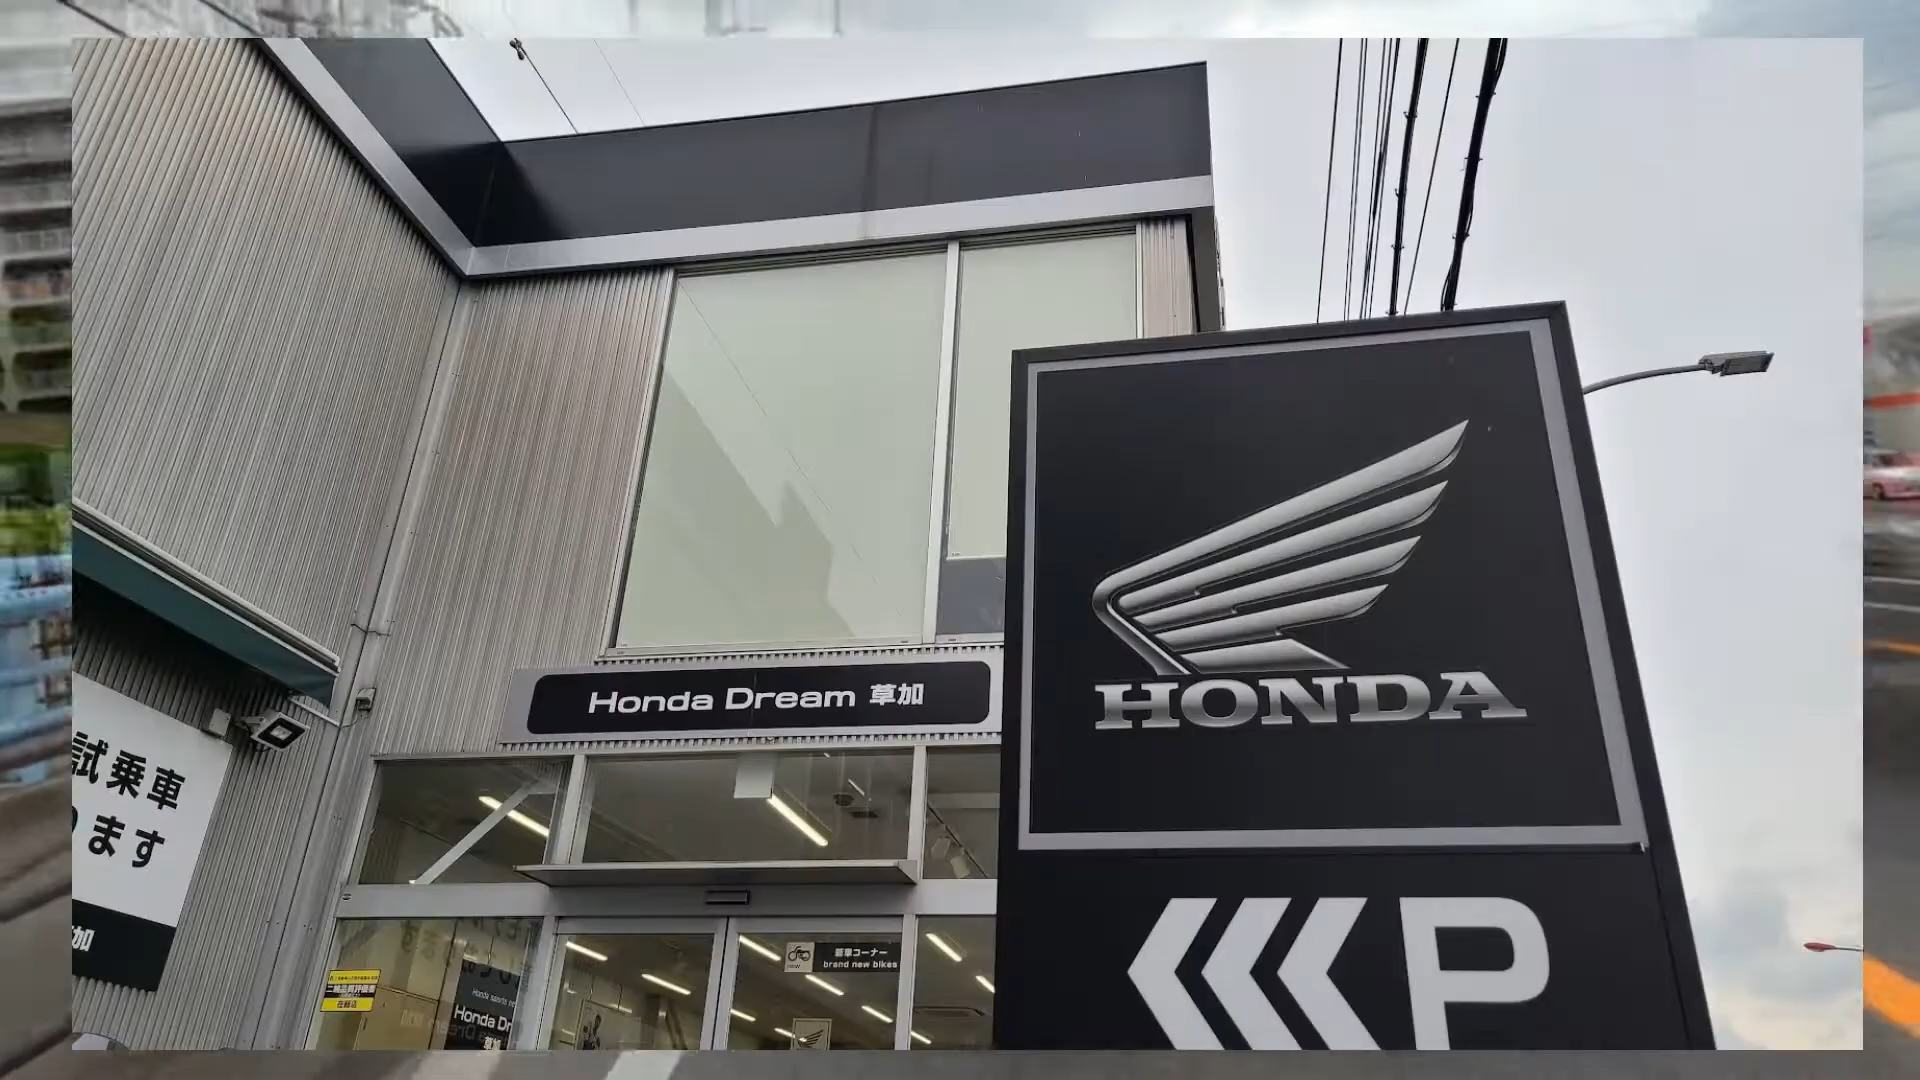 Honda Dream 草加
HONDA
P
試乗車
ります
加
新車コーナー
brand new bikes
Honda Dr